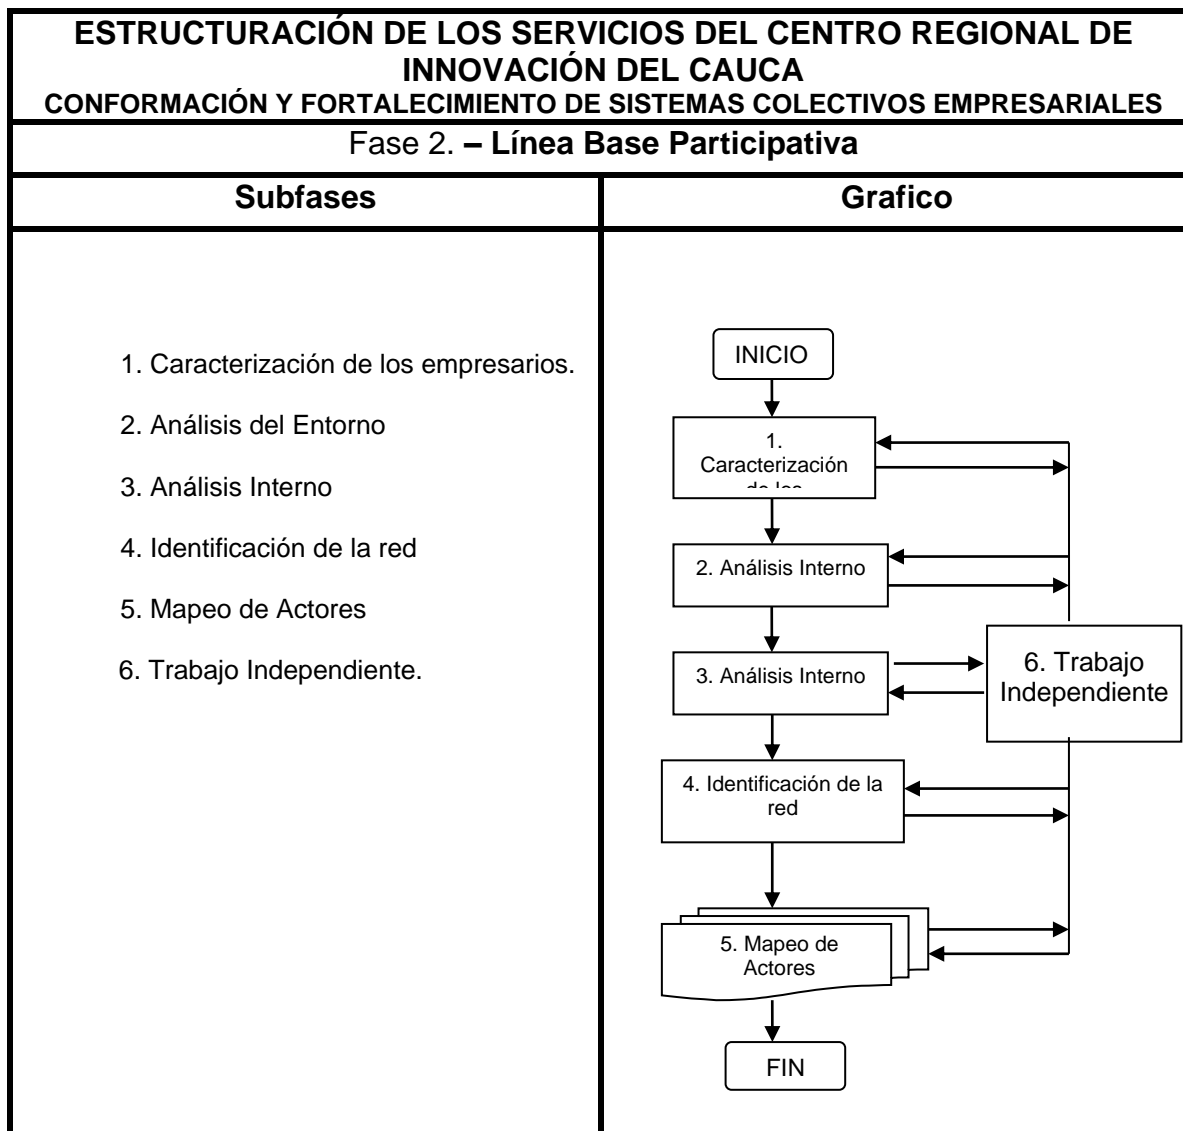 ESTRUCTURACIÓN DE LOS SERVICIOS DEL CENTRO REGIONAL DE
INNOVACIÓN DEL CAUCA
CONFORMACIÓN Y FORTALECIMIENTO DE SISTEMAS COLECTIVOS EMPRESARIALES
Fase 2. – Línea Base Participativa
Subfases
Grafico
1. Caracterización de los empresarios.
2. Análisis del Entorno
3. Análisis Interno
4. Identificación de la red
5. Mapeo de Actores
6. Trabajo Independiente.
INICIO
1.
Caracterización
de los
2. Análisis Interno
3. Análisis Interno
6. Trabajo
Independiente
4. Identificación de la
red
5. Mapeo de
Actores
FIN